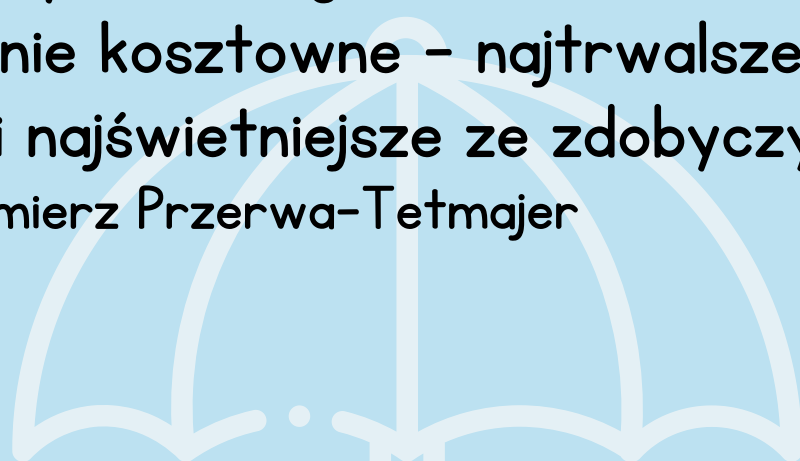 nie kosztowne - najtrwalsze
i najświetniejsze ze zdobyczy
mierz Przerwa-Tetmajer